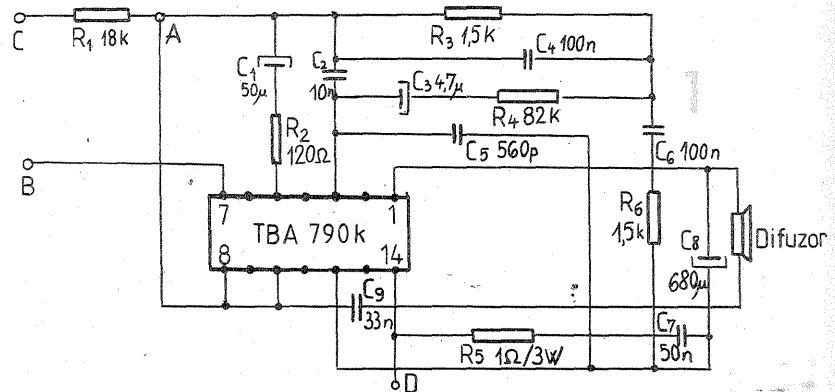 C
R1 18k
A
R3 1,5k
C1
50µ
C2
10n
C4 100n
C3 4,7µ
R4 82k
R2
120Ω
C5 560p
C6 100n
B
7
1
TBA 790k
8
14
R6
1,5k
C8
680µ
Difuzor
C9
33n
R5 1Ω/3W
C7
50n
D